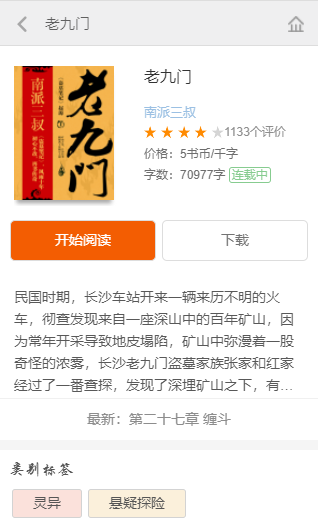 老九门
南派三叔
老九门
老九门
南派三叔
1133个评价
价格：5书币/千字
字数：70977字 连载中
开始阅读
下载
民国时期，长沙车站开来一辆来历不明的火
车，彻查发现来自一座深山中的百年矿山，因
为常年开采导致地皮塌陷，矿山中弥漫着一股
奇怪的浓雾，长沙老九门盗墓家族张家和红家
经过了一番查探，发现了深埋矿山之下，有…
最新：第二十七章 缠斗
类别标签
灵异
悬疑探险